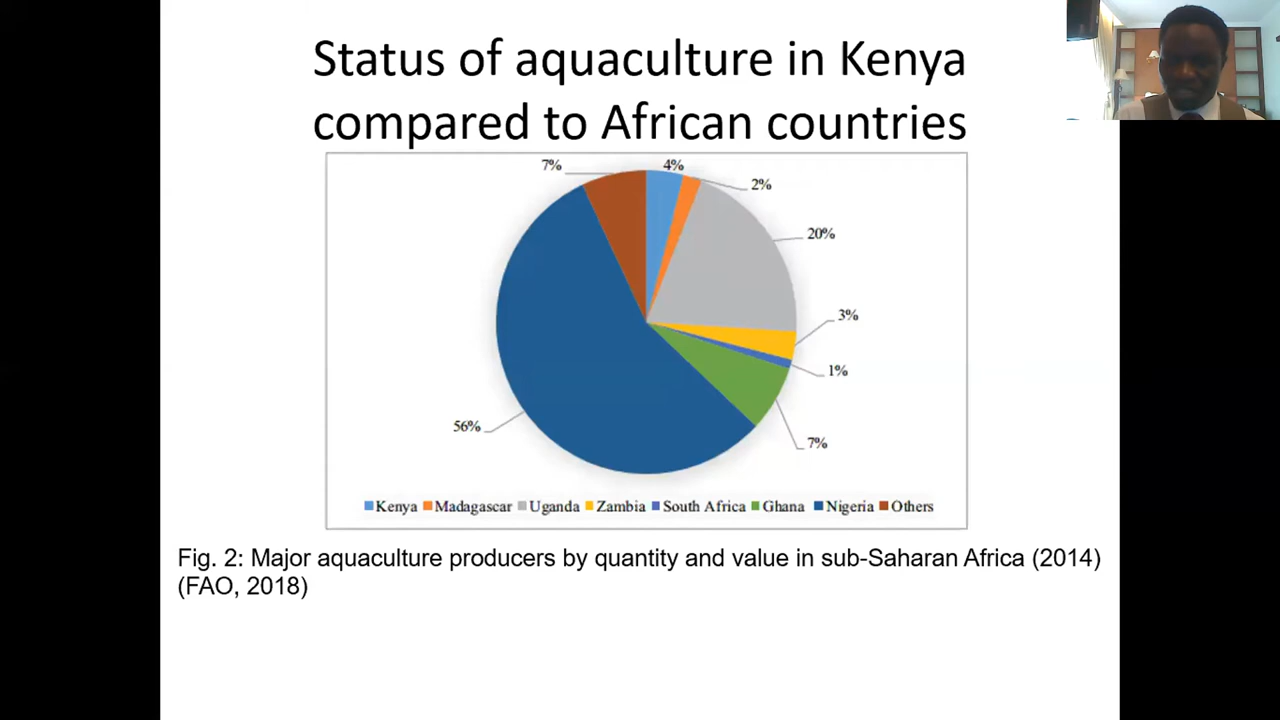 Status of aquaculture in Kenya
compared to African countries
7%
4%
2%
20%
3%
1%
7%
56%
Kenya Madagascar Uganda Zambia South Africa Ghana Nigeria Others
Fig. 2: Major aquaculture producers by quantity and value in sub-Saharan Africa (2014)
(FAO, 2018)